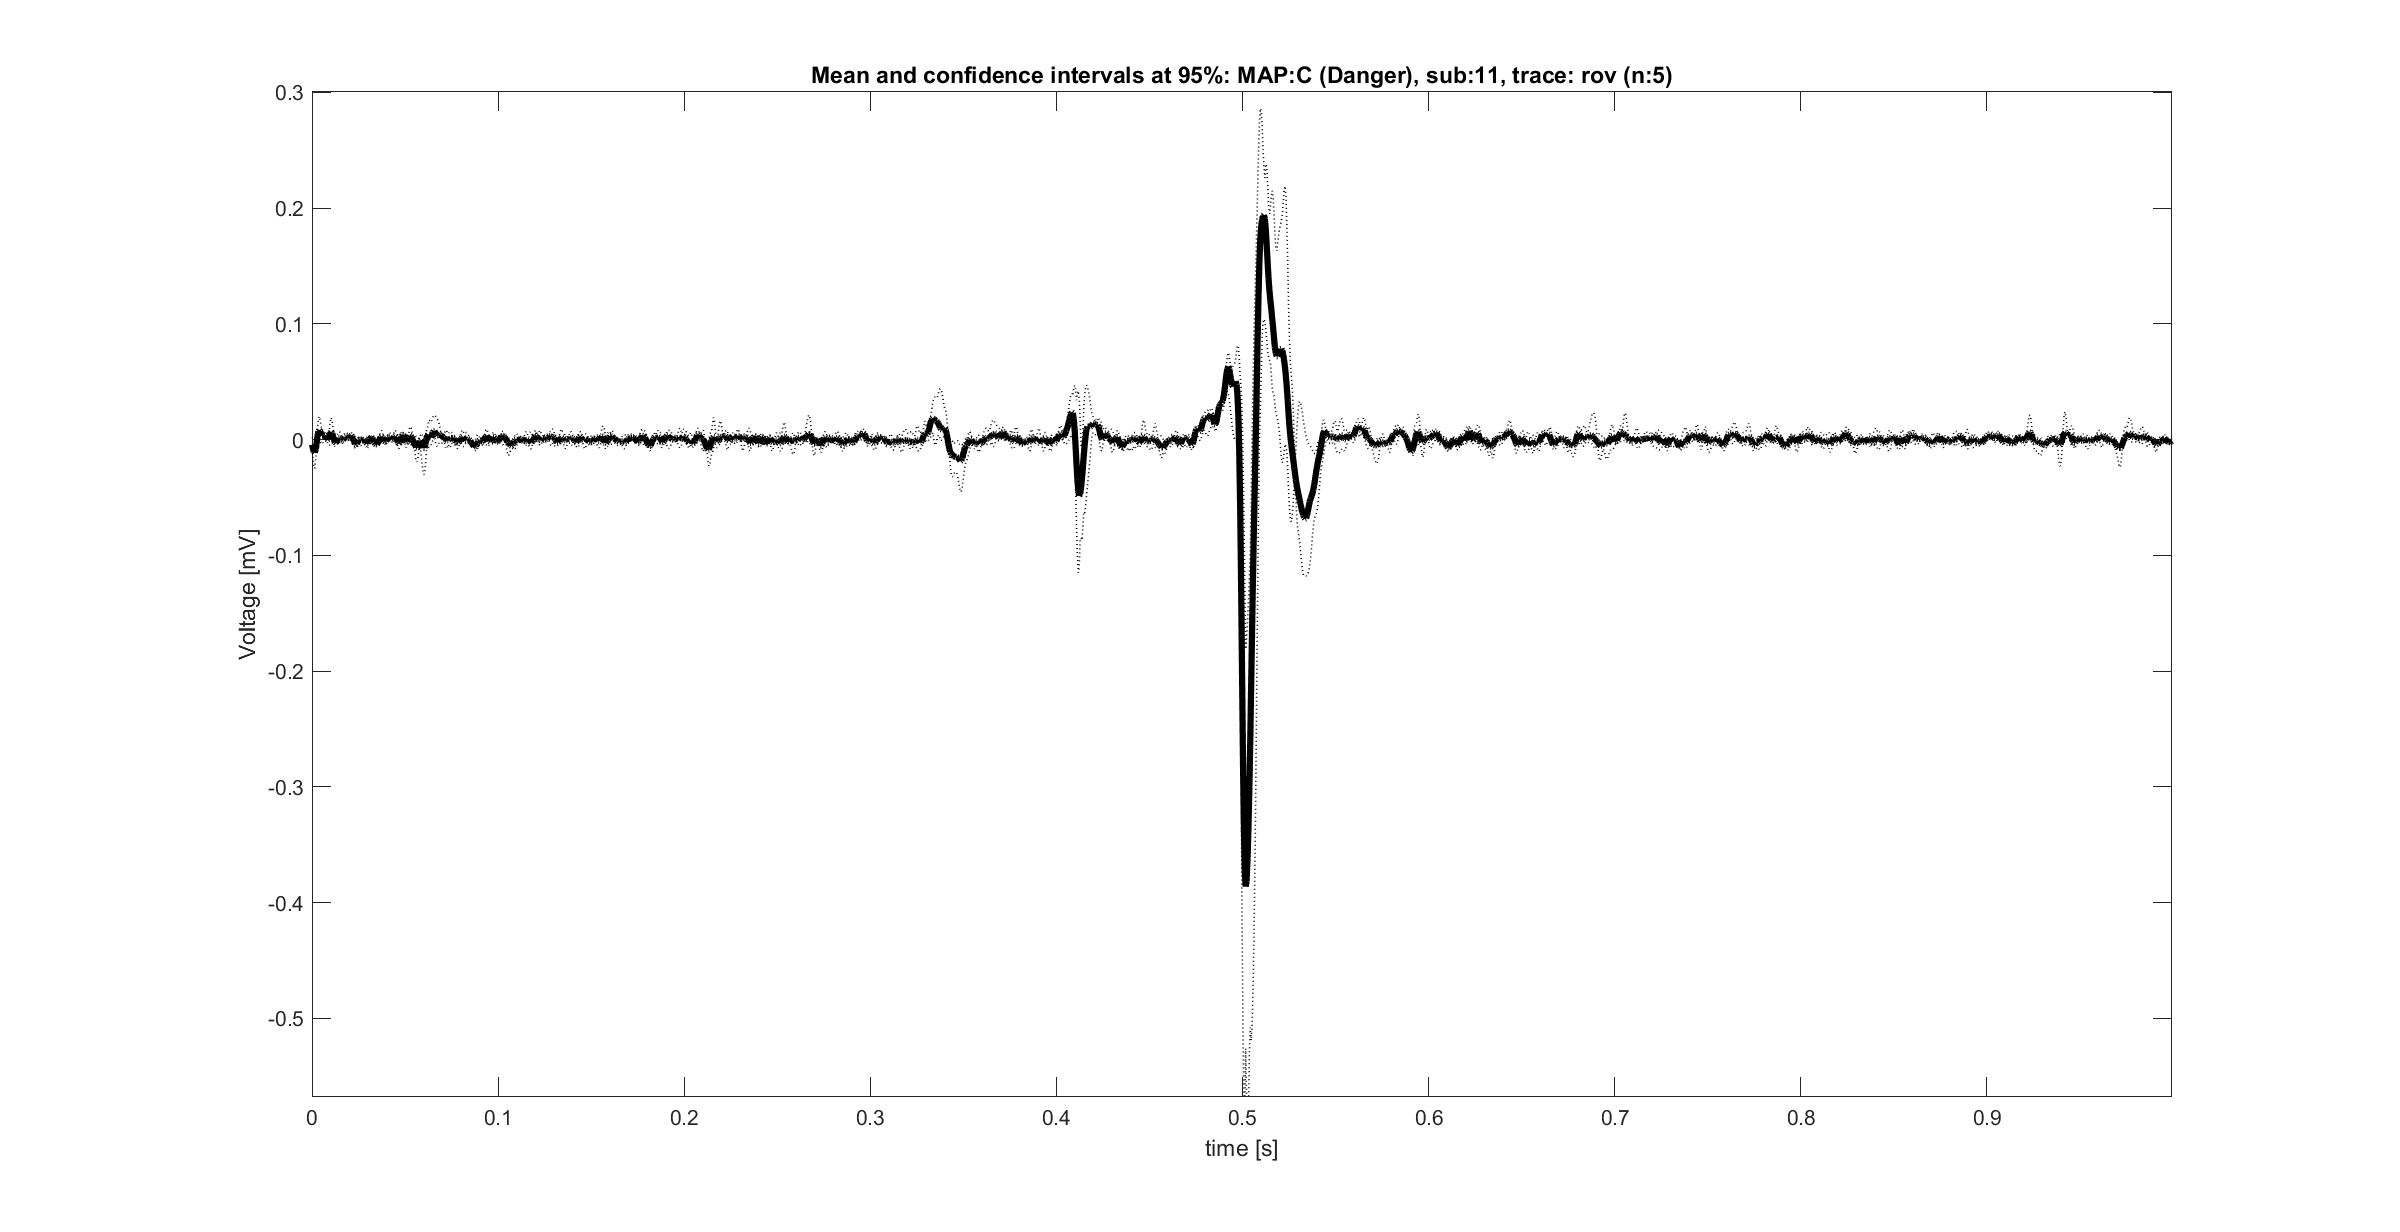 Mean and confidence intervals at 95%: MAP:C (Danger), sub:11, trace: rov (n:5)
0.3
0.2
0.1
0
-0.1
-0.2
-0.3
-0.4
-0.5
Voltage [mV]
0 0.1 0.2 0.3 0.4 0.5 0.6 0.7 0.8 0.9
time [s]